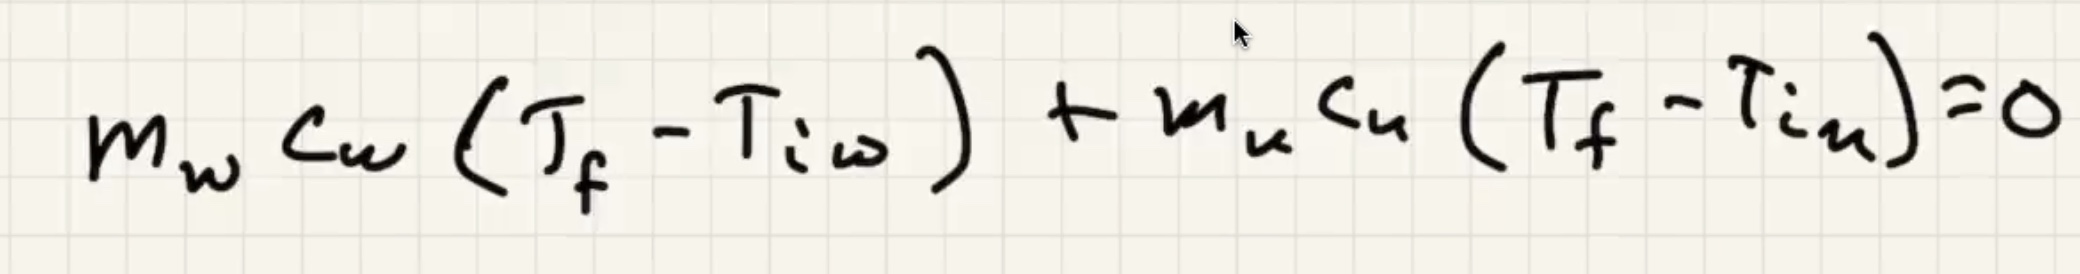 m_w c_w (T_f - T_iw) + m_u c_u (T_f - T_iu) = 0